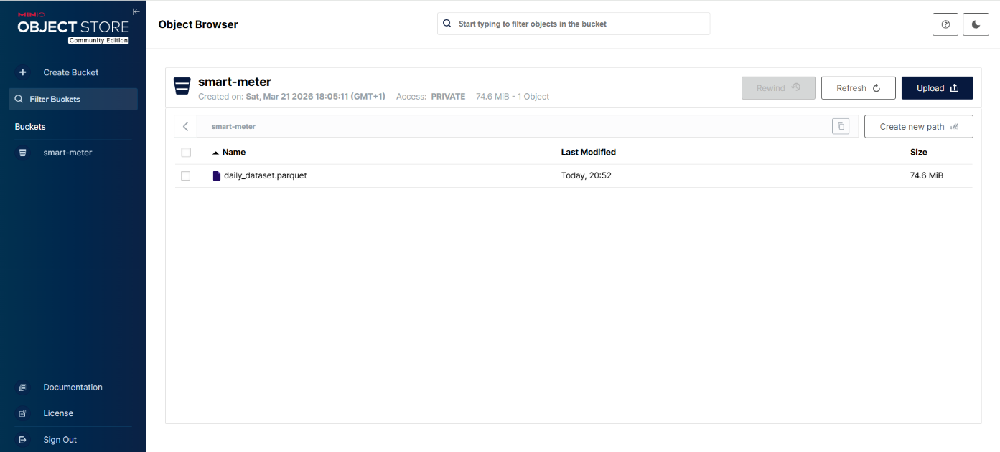 MINIO
OBJECT STORE
Community Edition
Create Bucket
Filter Buckets
Buckets
smart-meter
Documentation
License
Sign Out
Object Browser
Start typing to filter objects in the bucket
smart-meter
Created on: Sat, Mar 21 2026 18:05:11 (GMT+1) Access: PRIVATE 74.6 MiB - 1 Object
Rewind
Refresh
Upload
smart-meter
Create new path
Name Last Modified Size
daily_dataset.parquet Today, 20:52 74.6 MiB